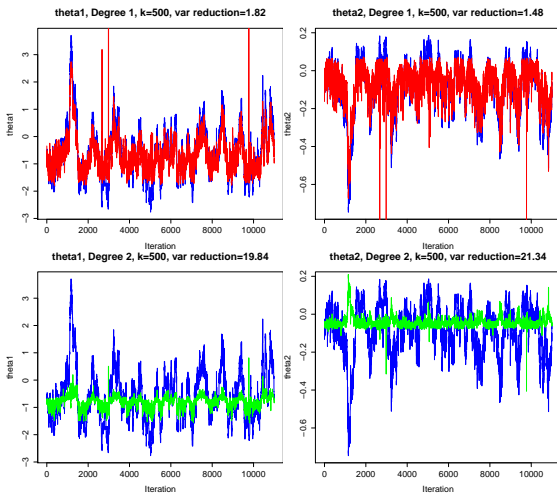 theta1, Degree 1, k=500, var reduction=1.82
theta1
3
2
1
0
−1
−2
−3
0 2000 4000 6000 8000 10000
Iteration
theta2, Degree 1, k=500, var reduction=1.48
theta2
0.2
0.0
−0.2
−0.4
−0.6
0 2000 4000 6000 8000 10000
Iteration
theta1, Degree 2, k=500, var reduction=19.84
theta1
3
2
1
0
−1
−2
−3
0 2000 4000 6000 8000 10000
Iteration
theta2, Degree 2, k=500, var reduction=21.34
theta2
0.2
0.0
−0.2
−0.4
−0.6
0 2000 4000 6000 8000 10000
Iteration